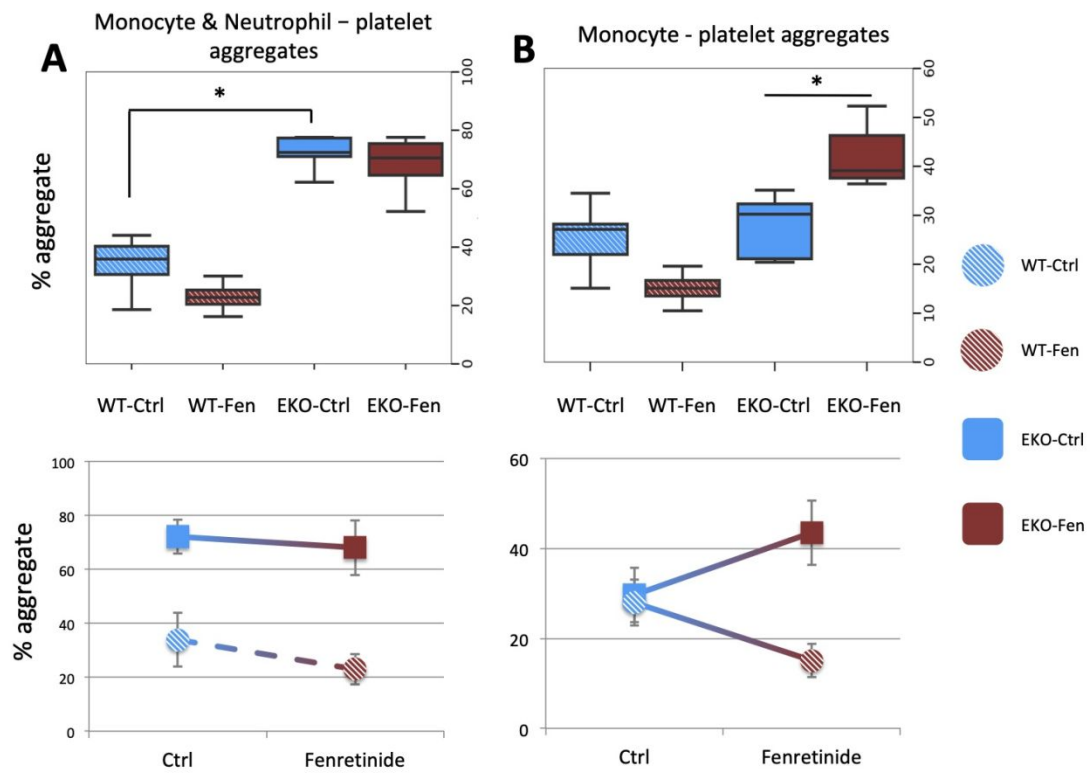 A
Monocyte & Neutrophil – platelet
aggregates
*
% aggregate
100
80
60
40
20
0
WT-Ctrl WT-Fen EKO-Ctrl EKO-Fen
B
Monocyte - platelet aggregates
*
60
50
40
30
20
10
0
WT-Ctrl WT-Fen EKO-Ctrl EKO-Fen
WT-Ctrl
WT-Fen
EKO-Ctrl
EKO-Fen
% aggregate
100
80
60
40
20
0
Ctrl Fenretinide
60
40
20
0
Ctrl Fenretinide